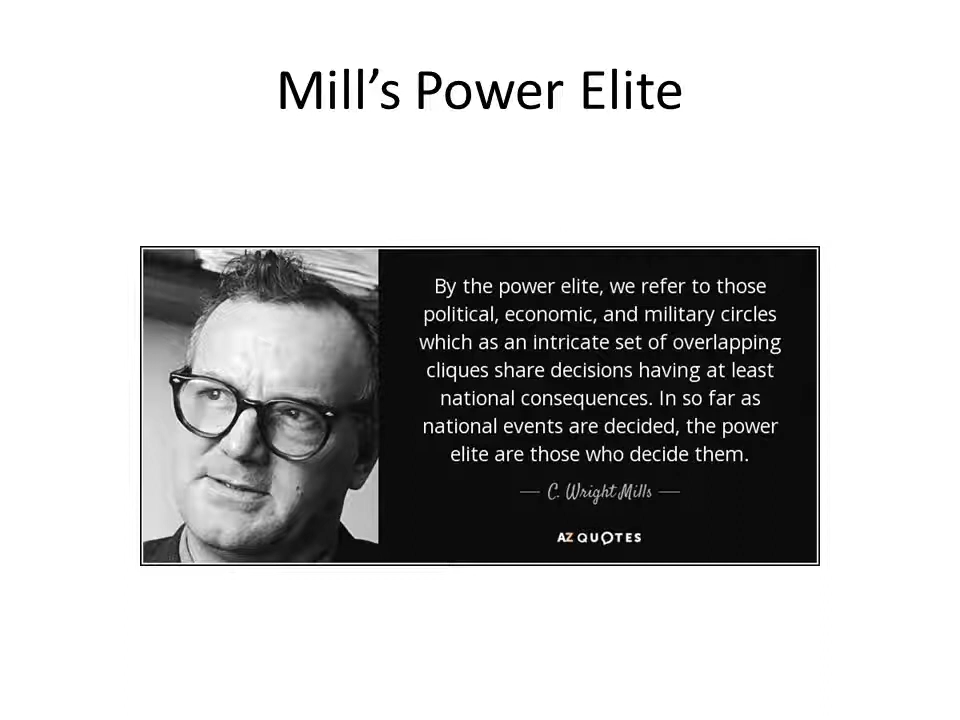 Mill’s Power Elite
By the power elite, we refer to those
political, economic, and military circles
which as an intricate set of overlapping
cliques share decisions having at least
national consequences. In so far as
national events are decided, the power
elite are those who decide them.
— C. Wright Mills —
AZ QUOTES